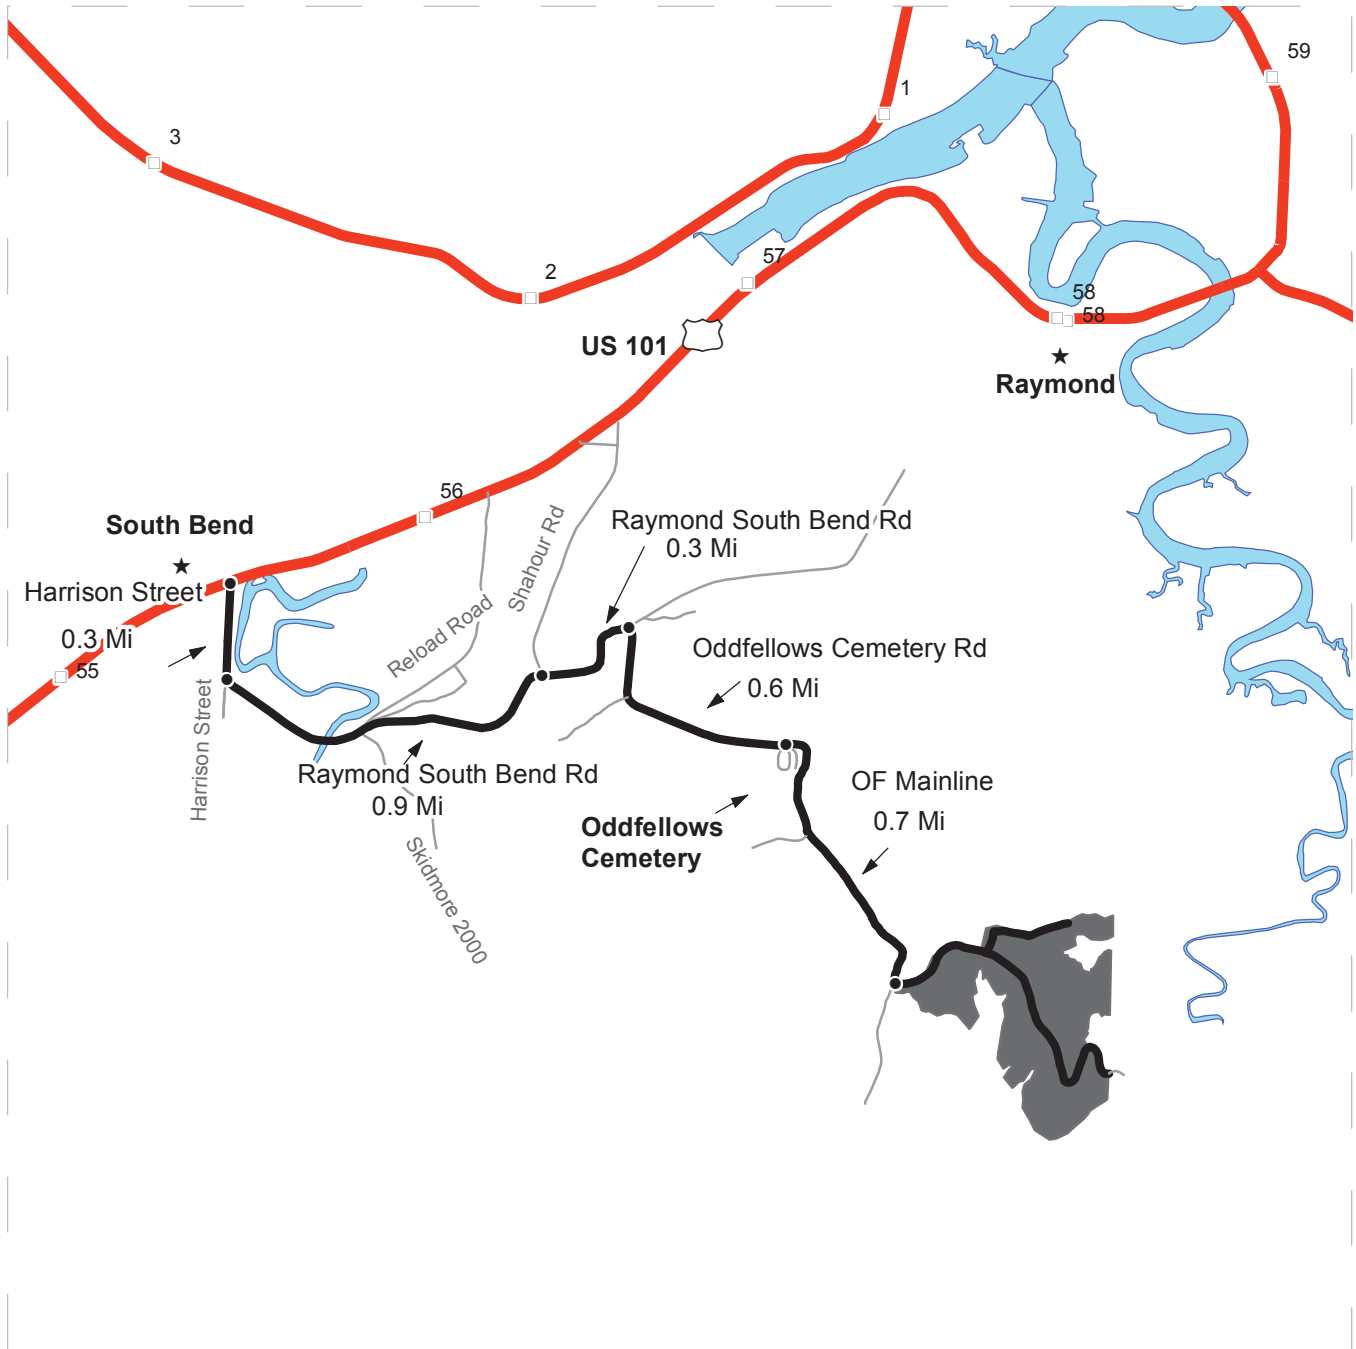 59
1
3
57
2
58
58
US 101
Raymond
56
South Bend
Raymond South Bend Rd
0.3 Mi
Shahour Rd
Harrison Street
Reload Road
0.3 Mi
55
Oddfellows Cemetery Rd
0.6 Mi
Harrison Street
Raymond South Bend Rd
0.9 Mi
OF Mainline
0.7 Mi
Oddfellows
Cemetery
Skidmore 2000